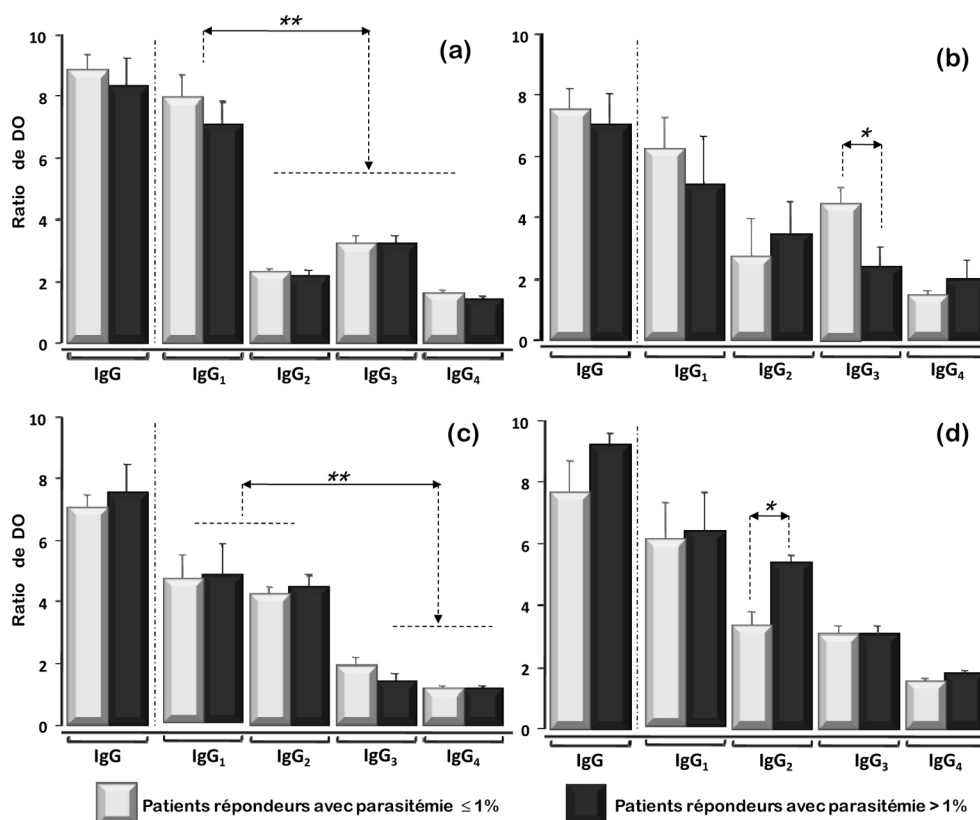 **
(a)
(b)
10
8
6
4
2
0
Ratio de DO
IgG
IgG₁
IgG₂
IgG₃
IgG₄
10
8
6
4
2
0
*
IgG
IgG₁
IgG₂
IgG₃
IgG₄
(c)
(d)
10
8
6
4
2
0
Ratio de DO
**
IgG
IgG₁
IgG₂
IgG₃
IgG₄
10
8
6
4
2
0
*
IgG
IgG₁
IgG₂
IgG₃
IgG₄
Patients répondeurs avec parasitémie ≤ 1%
Patients répondeurs avec parasitémie > 1%